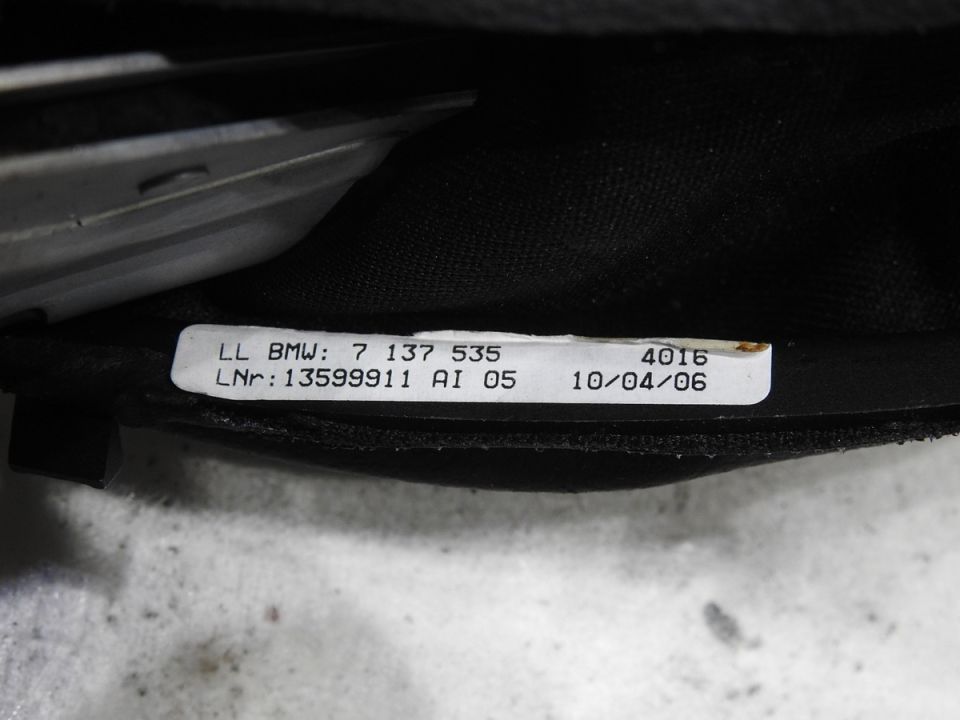 LL BMW: 7 137 535 4016
LNr:13599911 AI 05 10/04/06